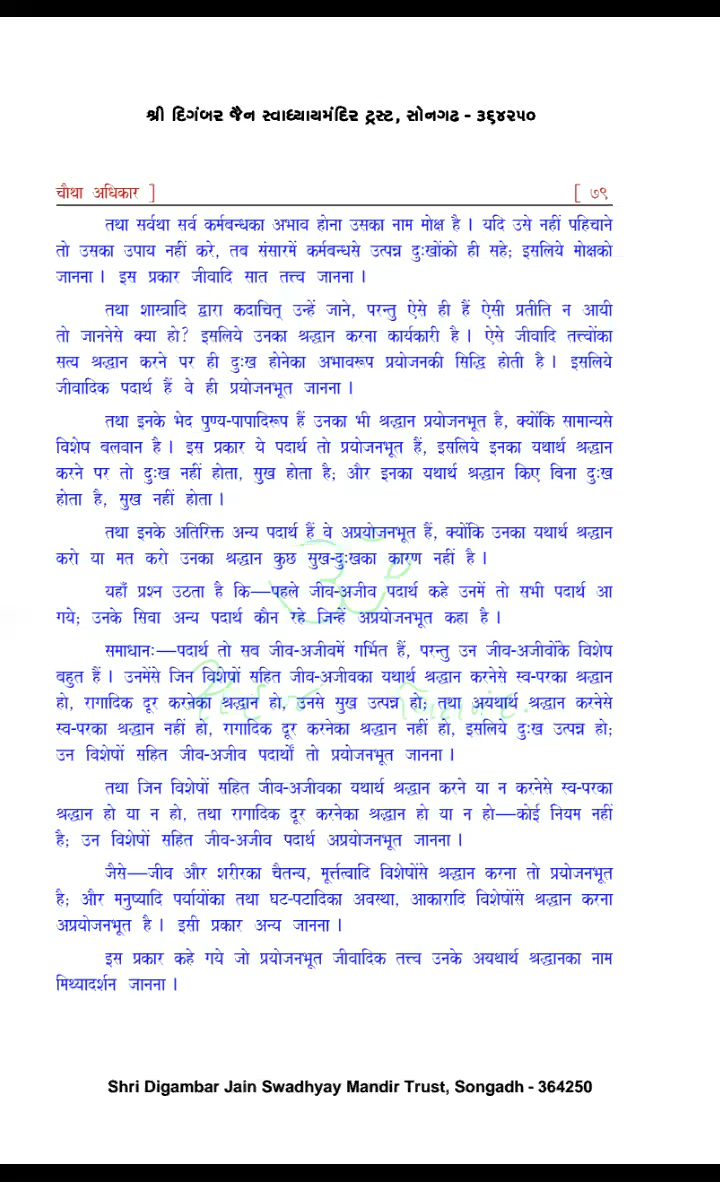 શ્રી દિગંબર જૈન સ્વાધ્યાયમંદિર ટ્રસ્ટ, સોનગઢ - ૩૬૪૨૫૦
चौथा अधिकार ] [ ७९
तथा सर्वथा सर्व कर्मबन्धका अभाव होना उसका नाम मोक्ष है । यदि उसे नहीं पहिचाने
तो उसका उपाय नहीं करे, तब संसारमें कर्मबन्धसे उत्पन्न दुःखोंको ही सहे; इसलिये मोक्षको
जानना । इस प्रकार जीवादि सात तत्त्व जानना ।
तथा शास्त्रादि द्वारा कदाचित् उन्हें जाने, परन्तु ऐसे ही हैं ऐसी प्रतीति न आयी
तो जाननेसे क्या हो? इसलिये उनका श्रद्धान करना कार्यकारी है । ऐसे जीवादि तत्त्वोंका
सत्य श्रद्धान करने पर ही दुःख होनेका अभावरूप प्रयोजनकी सिद्धि होती है । इसलिये
जीवादिक पदार्थ हैं वे ही प्रयोजनभूत जानना ।
तथा इनके भेद पुण्य-पापादिरूप हैं उनका भी श्रद्धान प्रयोजनभूत है, क्योंकि सामान्यसे
विशेष बलवान है । इस प्रकार ये पदार्थ तो प्रयोजनभूत हैं, इसलिये इनका यथार्थ श्रद्धान
करने पर तो दुःख नहीं होता, सुख होता है; और इनका यथार्थ श्रद्धान किए बिना दुःख
होता है, सुख नहीं होता ।
तथा इनके अतिरिक्त अन्य पदार्थ हैं वे अप्रयोजनभूत हैं, क्योंकि उनका यथार्थ श्रद्धान
करो या मत करो उनका श्रद्धान कुछ सुख-दुःखका कारण नहीं है ।
यहाँ प्रश्न उठता है कि—पहले जीव-अजीव पदार्थ कहे उनमें तो सभी पदार्थ आ
गये; उनके सिवा अन्य पदार्थ कौन रहे जिन्हें अप्रयोजनभूत कहा है ।
समाधानः—पदार्थ तो सब जीव-अजीवमें गर्भित हैं, परन्तु उन जीव-अजीवोंके विशेष
बहुत हैं । उनमेंसे जिन विशेषों सहित जीव-अजीवका यथार्थ श्रद्धान करनेसे स्व-परका श्रद्धान
हो, रागादिक दूर करनेका श्रद्धान हो, उनसे सुख उत्पन्न हो; तथा अयथार्थ श्रद्धान करनेसे
स्व-परका श्रद्धान नहीं हो, रागादिक दूर करनेका श्रद्धान नहीं हो, इसलिये दुःख उत्पन्न हो;
उन विशेषों सहित जीव-अजीव पदार्थों तो प्रयोजनभूत जानना ।
तथा जिन विशेषों सहित जीव-अजीवका यथार्थ श्रद्धान करने या न करनेसे स्व-परका
श्रद्धान हो या न हो, तथा रागादिक दूर करनेका श्रद्धान हो या न हो—कोई नियम नहीं
है; उन विशेषों सहित जीव-अजीव पदार्थ अप्रयोजनभूत जानना ।
जैसे—जीव और शरीरका चैतन्य, मूर्त्तत्वादि विशेषोंसे श्रद्धान करना तो प्रयोजनभूत
है; और मनुष्यादि पर्यायोंका तथा घट-पटादिका अवस्था, आकारादि विशेषोंसे श्रद्धान करना
अप्रयोजनभूत है । इसी प्रकार अन्य जानना ।
इस प्रकार कहे गये जो प्रयोजनभूत जीवादिक तत्त्व उनके अयथार्थ श्रद्धानका नाम
मिथ्यादर्शन जानना ।
Shri Digambar Jain Swadhyay Mandir Trust, Songadh - 364250